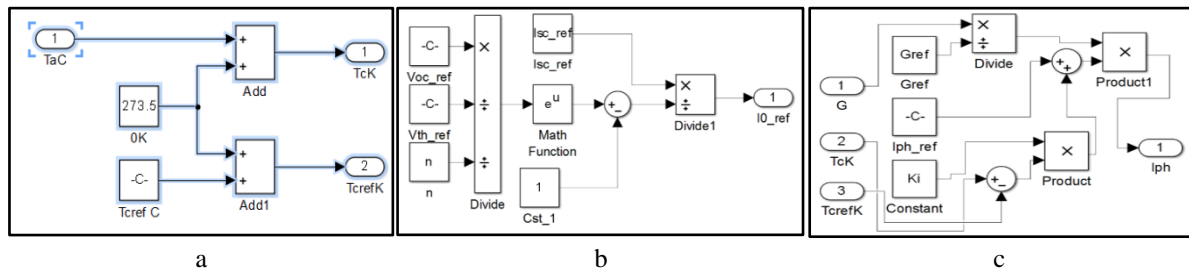 1
TaC
273.5
0K
-C-
Tcref C
+
+
Add
+
+
Add1
1
TcK
2
TcrefK
a
-C-
Voc_ref
-C-
Vth_ref
n
n
×
÷
÷
Divide
Isc_ref
Isc_ref
e^u
Math
Function
1
Cst_1
+
-
×
÷
Divide1
1
I0_ref
b
1
G
2
TcK
3
TcrefK
Gref
Gref
-C-
Iph_ref
Ki
Constant
×
÷
Divide
+
+
+
-
×
Product1
×
Product
1
Iph
c